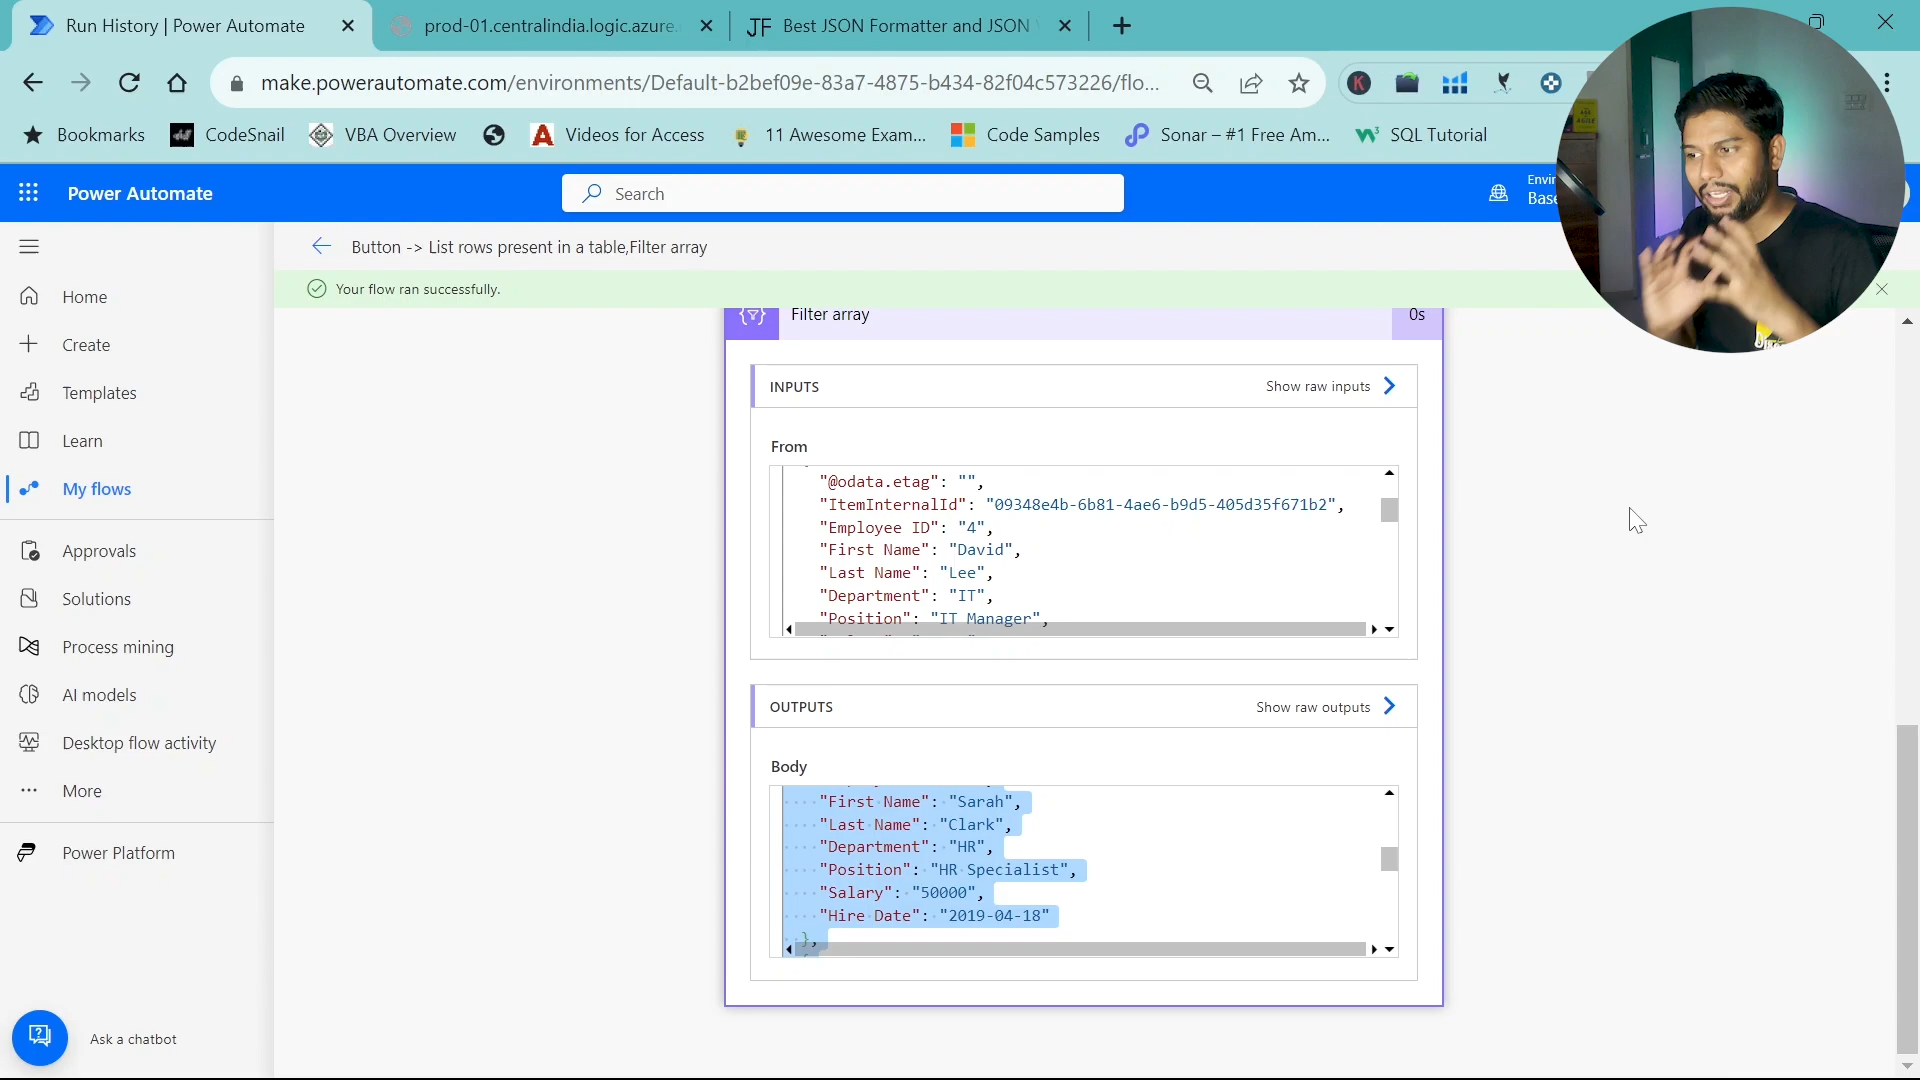 Run History | Power Automate
prod-01.centralindia.logic.azure.
JF Best JSON Formatter and JSON
make.powerautomate.com/environments/Default-b2bef09e-83a7-4875-b434-82f04c573226/flo...
K
Bookmarks
CodeSnail
VBA Overview
Videos for Access
11 Awesome Exam...
Code Samples
Sonar – #1 Free Am...
SQL Tutorial
Power Automate
Search
Envir
Base
Button -> List rows present in a table,Filter array
Your flow ran successfully.
Home
Create
Templates
Learn
My flows
Approvals
Solutions
Process mining
AI models
Desktop flow activity
More
Power Platform
Ask a chatbot
Filter array
0s
INPUTS
Show raw inputs
From
"@odata.etag": "",
"ItemInternalId": "09348e4b-6b81-4ae6-b9d5-405d35f671b2",
"Employee ID": "4",
"First Name": "David",
"Last Name": "Lee",
"Department": "IT",
"Position": "IT Manager",
OUTPUTS
Show raw outputs
Body
"First Name": "Sarah",
"Last Name": "Clark",
"Department": "HR",
"Position": "HR Specialist",
"Salary": "50000",
"Hire Date": "2019-04-18"
},